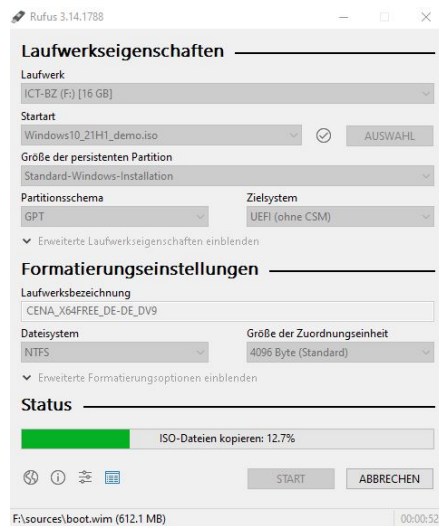 Rufus 3.14.1788
Laufwerkseigenschaften
Laufwerk
ICT-BZ (F:) [16 GB]
Startart
Windows10_21H1_demo.iso
AUSWAHL
Größe der persistenten Partition
Standard-Windows-Installation
Partitionsschema Zielsystem
GPT UEFI (ohne CSM)
Erweiterte Laufwerkseigenschaften einblenden
Formatierungseinstellungen
Laufwerksbezeichnung
CENA_X64FREE_DE-DE_DV9
Dateisystem Größe der Zuordnungseinheit
NTFS 4096 Byte (Standard)
Erweiterte Formatierungsoptionen einblenden
Status
ISO-Dateien kopieren: 12.7%
START ABBRECHEN
F:\sources\boot.wim (612.1 MB) 00:00:52